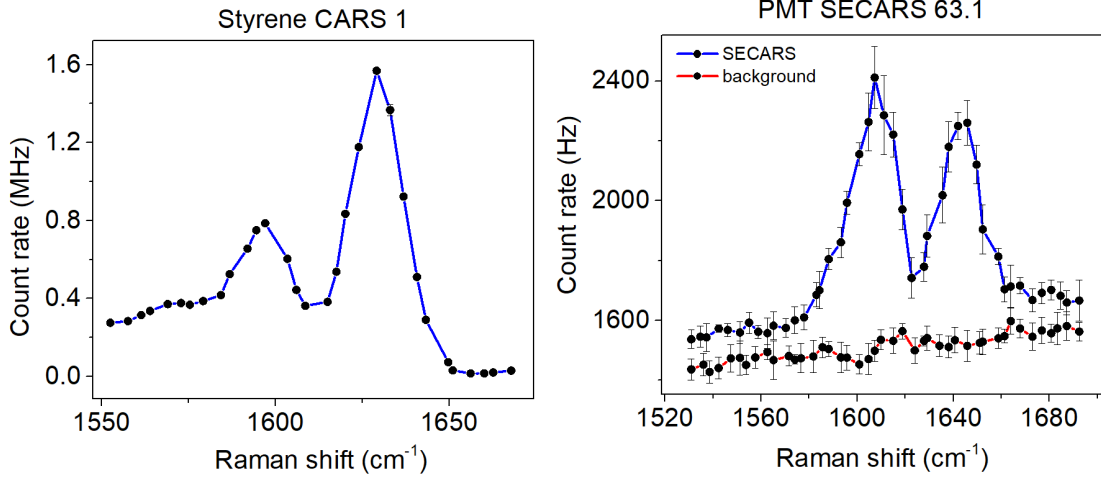 Styrene CARS 1
Count rate (MHz)
1.6
1.2
0.8
0.4
0.0
1550
1600
1650
Raman shift (cm⁻¹)
PMT SECARS 63.1
SECARS
background
Count rate (Hz)
2400
2000
1600
1520
1560
1600
1640
1680
Raman shift (cm⁻¹)